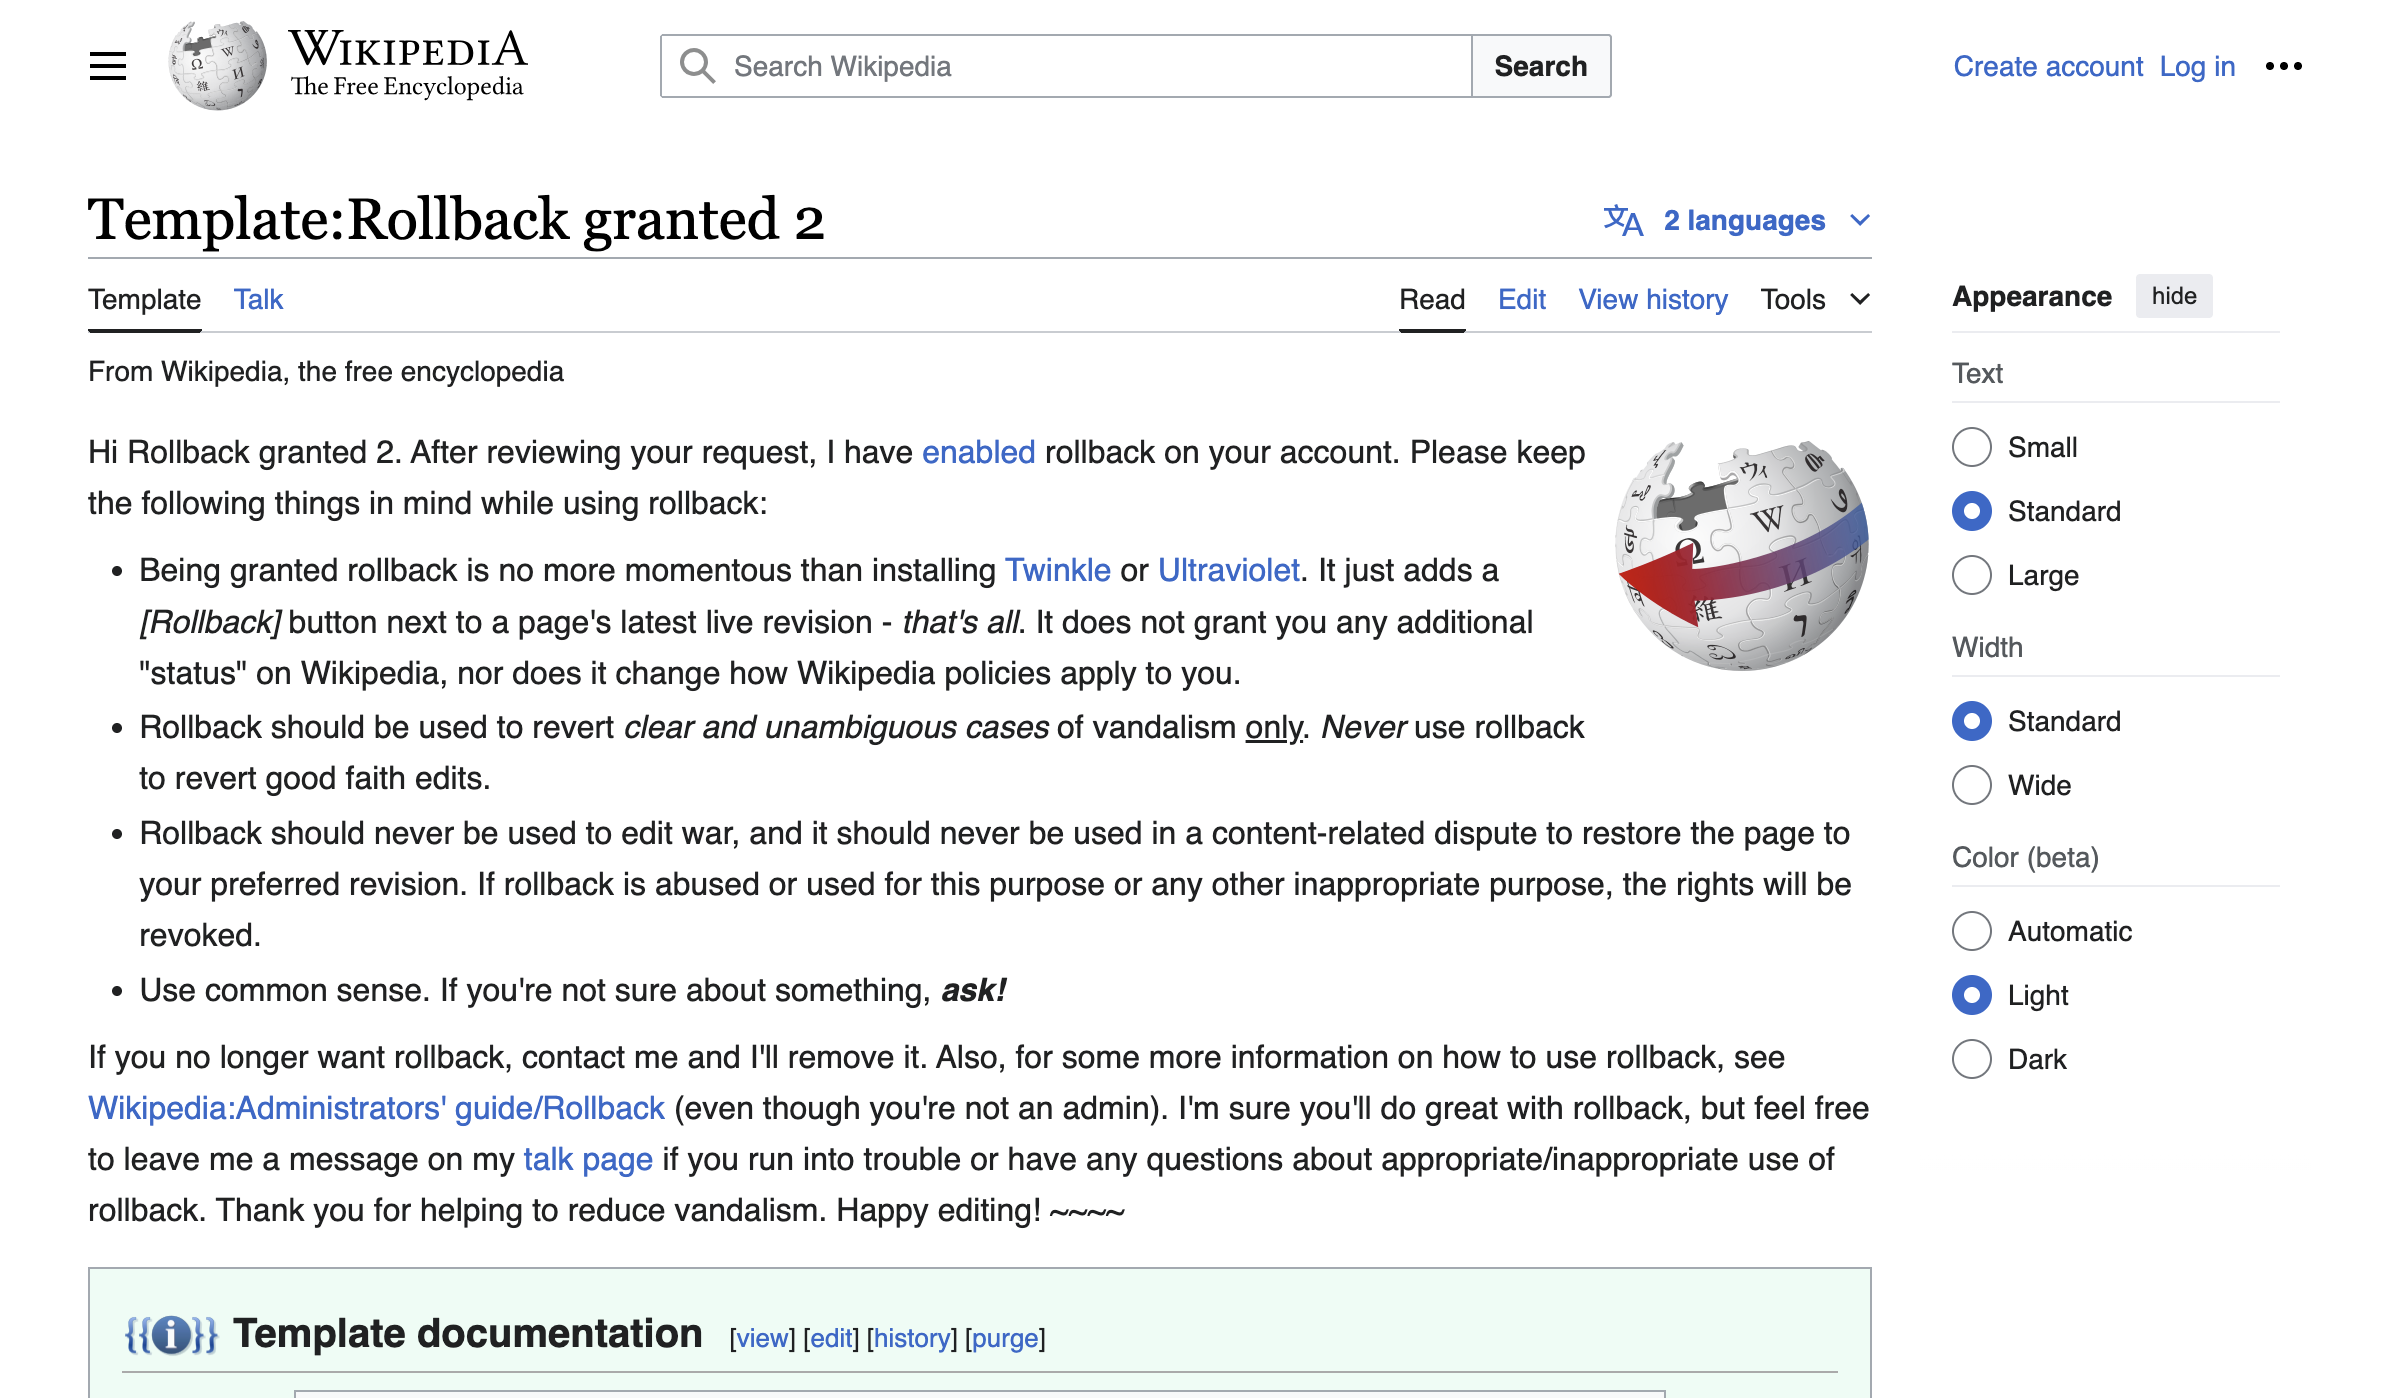 WIKIPEDIA
The Free Encyclopedia
Search Wikipedia
Search
Create account Log in
Template:Rollback granted 2
2 languages
Template Talk
Read Edit View history Tools
From Wikipedia, the free encyclopedia
Hi Rollback granted 2. After reviewing your request, I have enabled rollback on your account. Please keep
the following things in mind while using rollback:
• Being granted rollback is no more momentous than installing Twinkle or Ultraviolet. It just adds a
[Rollback] button next to a page's latest live revision - that's all. It does not grant you any additional
"status" on Wikipedia, nor does it change how Wikipedia policies apply to you.
• Rollback should be used to revert clear and unambiguous cases of vandalism only. Never use rollback
to revert good faith edits.
• Rollback should never be used to edit war, and it should never be used in a content-related dispute to restore the page to
your preferred revision. If rollback is abused or used for this purpose or any other inappropriate purpose, the rights will be
revoked.
• Use common sense. If you're not sure about something, ask!
If you no longer want rollback, contact me and I'll remove it. Also, for some more information on how to use rollback, see
Wikipedia:Administrators' guide/Rollback (even though you're not an admin). I'm sure you'll do great with rollback, but feel free
to leave me a message on my talk page if you run into trouble or have any questions about appropriate/inappropriate use of
rollback. Thank you for helping to reduce vandalism. Happy editing! ~~~~
Template documentation [view] [edit] [history] [purge]
Appearance hide
Text
Small
Standard
Large
Width
Standard
Wide
Color (beta)
Automatic
Light
Dark